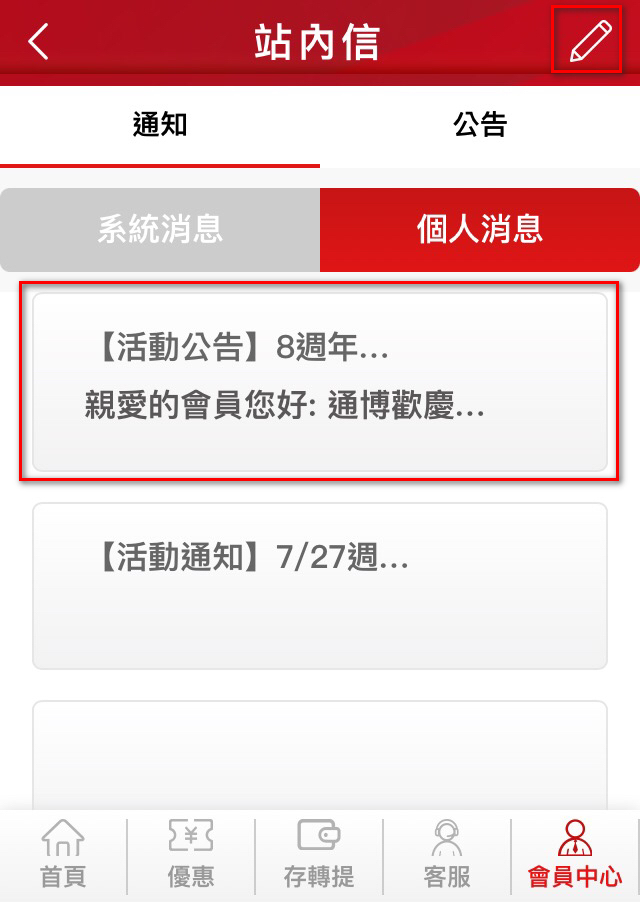 站內信
通知
公告
系統消息
個人消息
【活動公告】8週年...
親愛的會員您好: 通博歡慶...
【活動通知】7/27週...
首頁
優惠
存轉提
客服
會員中心